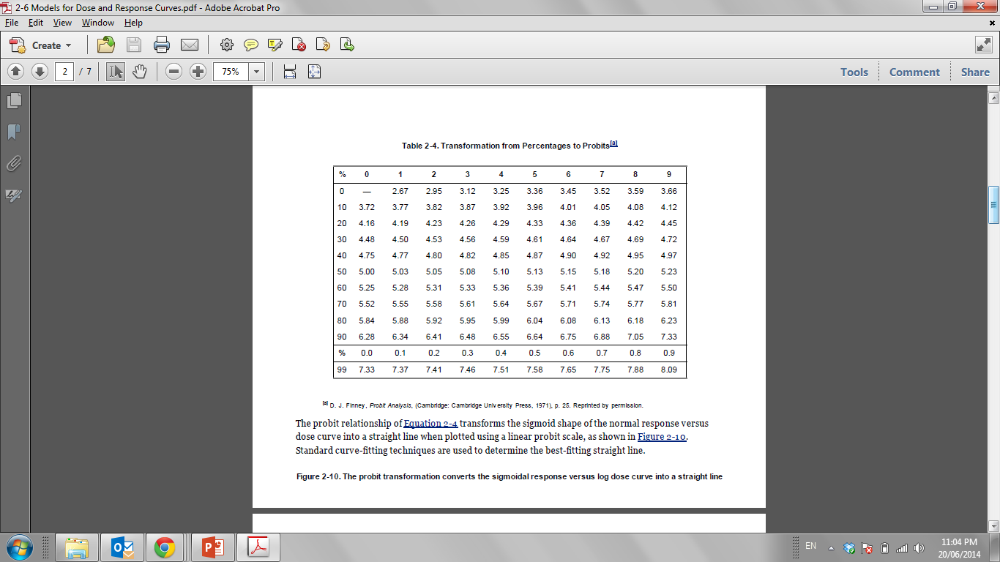 2-6 Models for Dose and Response Curves.pdf - Adobe Acrobat Pro
File Edit View Window Help
Create
2 / 7 75% Tools Comment Share
Table 2-4. Transformation from Percentages to Probits[a]
% 0 1 2 3 4 5 6 7 8 9
0 — 2.67 2.95 3.12 3.25 3.36 3.45 3.52 3.59 3.66
10 3.72 3.77 3.82 3.87 3.92 3.96 4.01 4.05 4.08 4.12
20 4.16 4.19 4.23 4.26 4.29 4.33 4.36 4.39 4.42 4.45
30 4.48 4.50 4.53 4.56 4.59 4.61 4.64 4.67 4.69 4.72
40 4.75 4.77 4.80 4.82 4.85 4.87 4.90 4.92 4.95 4.97
50 5.00 5.03 5.05 5.08 5.10 5.13 5.15 5.18 5.20 5.23
60 5.25 5.28 5.31 5.33 5.36 5.39 5.41 5.44 5.47 5.50
70 5.52 5.55 5.58 5.61 5.64 5.67 5.71 5.74 5.77 5.81
80 5.84 5.88 5.92 5.95 5.99 6.04 6.08 6.13 6.18 6.23
90 6.28 6.34 6.41 6.48 6.55 6.64 6.75 6.88 7.05 7.33
% 0.0 0.1 0.2 0.3 0.4 0.5 0.6 0.7 0.8 0.9
99 7.33 7.37 7.41 7.46 7.51 7.58 7.65 7.75 7.88 8.09
[a] D. J. Finney, Probit Analysis, (Cambridge: Cambridge University Press, 1971), p. 25. Reprinted by permission.
The probit relationship of Equation 2-4 transforms the sigmoid shape of the normal response versus
dose curve into a straight line when plotted using a linear probit scale, as shown in Figure 2-10.
Standard curve-fitting techniques are used to determine the best-fitting straight line.
Figure 2-10. The probit transformation converts the sigmoidal response versus log dose curve into a straight line
EN 11:04 PM
20/06/2014